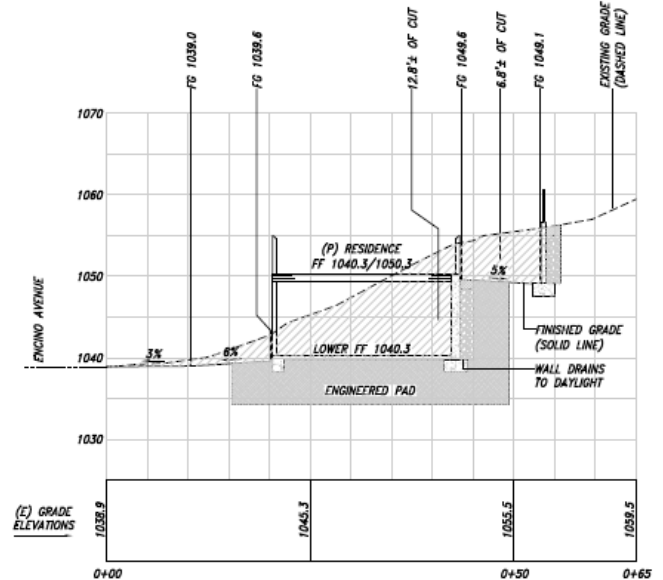 FG 1039.0
FG 1039.6
12.8'± OF CUT
FG 1049.6
6.8'± OF CUT
FG 1049.1
EXISTING GRADE
(DASHED LINE)
1070
1060
1050
1040
1030
ENCINO AVENUE
(P) RESIDENCE
FF 1040.3/1050.3
5%
3%
6%
LOWER FF 1040.3
ENGINEERED PAD
FINISHED GRADE
(SOLID LINE)
WALL DRAINS
TO DAYLIGHT
(E) GRADE
ELEVATIONS
1038.9
1045.3
1055.5
1059.5
0+00
0+50
0+65